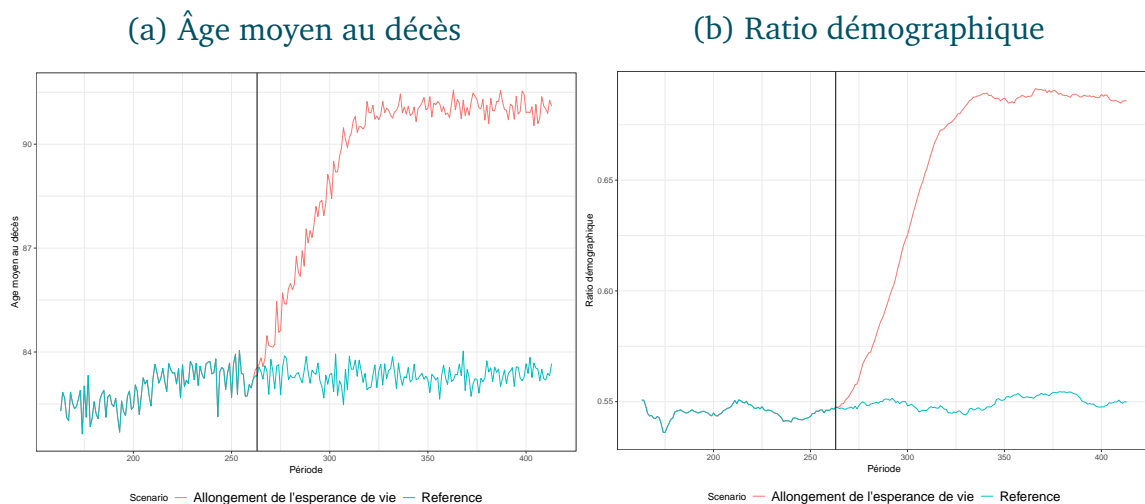 (a) Âge moyen au décès
Age moyen au décès
90
87
84
200
250
300
350
400
Période
Scenario Allongement de l'esperance de vie Reference
(b) Ratio démographique
Ratio démographique
0.65
0.60
0.55
200
250
300
350
400
Période
Scenario Allongement de l'esperance de vie Reference